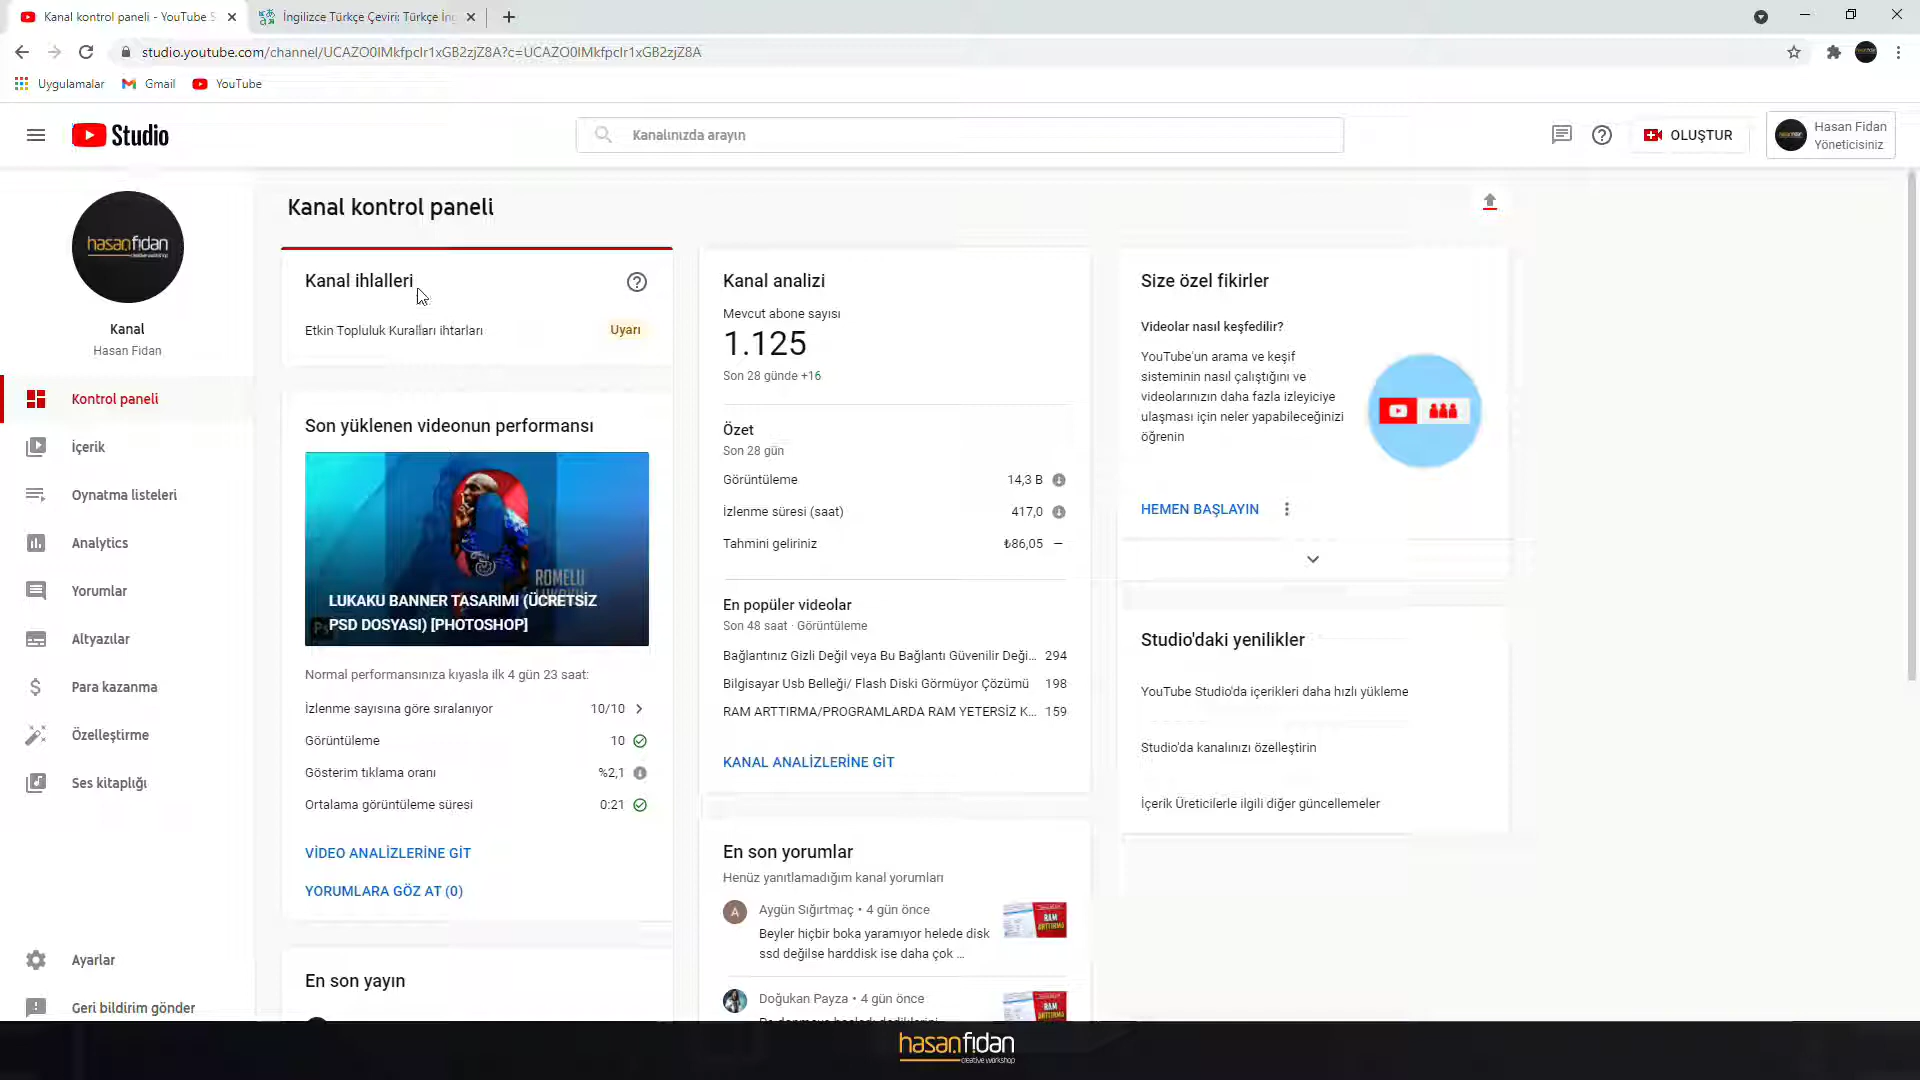 Kanal kontrol paneli - YouTube S
İngilizce Türkçe Çeviri: Türkçe İng
studio.youtube.com/channel/UCAZO0IMkfpcIr1xGB2zjZ8A?c=UCAZO0IMkfpcIr1xGB2zjZ8A
Uygulamalar
Gmail
YouTube
Studio
Kanalınızda arayın
OLUŞTUR
Hasan Fidan
Yöneticisiniz
hasanfidan
creative workshop
Kanal
Hasan Fidan
Kontrol paneli
İçerik
Oynatma listeleri
Analytics
Yorumlar
Altyazılar
Para kazanma
Özelleştirme
Ses kitaplığı
Ayarlar
Geri bildirim gönder
Kanal kontrol paneli
Kanal ihlalleri
Etkin Topluluk Kuralları ihtarları Uyarı
Son yüklenen videonun performansı
ROMELU
LUKAKU BANNER TASARIMI (ÜCRETSİZ
PSD DOSYASI) [PHOTOSHOP]
Normal performansınıza kıyasla ilk 4 gün 23 saat:
İzlenme sayısına göre sıralanıyor 10/10
Görüntüleme 10
Gösterim tıklama oranı %2,1
Ortalama görüntüleme süresi 0:21
VİDEO ANALİZLERİNE GİT
YORUMLARA GÖZ AT (0)
En son yayın
Kanal analizi
Mevcut abone sayısı
1.125
Son 28 günde +16
Özet
Son 28 gün
Görüntüleme 14,3 B
İzlenme süresi (saat) 417,0
Tahmini geliriniz ₺86,05 —
En popüler videolar
Son 48 saat · Görüntüleme
Bağlantınız Gizli Değil veya Bu Bağlantı Güvenilir Deği... 294
Bilgisayar Usb Belleği/ Flash Diski Görmüyor Çözümü 198
RAM ARTTIRMA/PROGRAMLARDA RAM YETERSİZ K... 159
KANAL ANALİZLERİNE GİT
En son yorumlar
Henüz yanıtlamadığım kanal yorumları
A
Aygün Sığırtmaç • 4 gün önce
Beyler hiçbir boka yaramıyor helede disk
ssd değilse harddisk ise daha çok ...
RAM
ARTTIRMA
Doğukan Payza • 4 gün önce
RAM
ARTTIRMA
Size özel fikirler
Videolar nasıl keşfedilir?
YouTube'un arama ve keşif
sisteminin nasıl çalıştığını ve
videolarınızın daha fazla izleyiciye
ulaşması için neler yapabileceğinizi
öğrenin
HEMEN BAŞLAYIN
Studio'daki yenilikler
YouTube Studio'da içerikleri daha hızlı yükleme
Studio'da kanalınızı özelleştirin
İçerik Üreticilerle ilgili diğer güncellemeler
hasanfidan
creative workshop